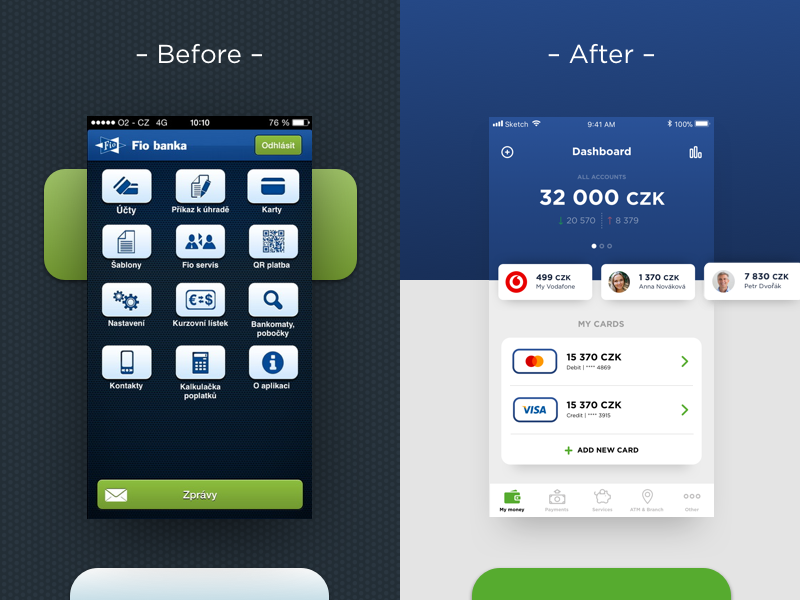 – Before –
●●●●● O2 - CZ 4G 10:10 76 %
Fio Fio banka Odhlásit
Účty Příkaz k úhradě Karty
Šablony Fio servis QR platba
€ $
Nastavení Kurzovní lístek Bankomaty,
pobočky
Kontakty Kalkulačka O aplikaci
poplatků
Zprávy
– After –
Sketch 9:41 AM 100%
Dashboard
ALL ACCOUNTS
32 000 CZK
↓ 20 570 ↑ 8 379
499 CZK 1 370 CZK 7 830 CZK
My Vodafone Anna Nováková Petr Dvořák
MY CARDS
15 370 CZK
Debit | **** 4869
VISA 15 370 CZK
Credit | **** 3915
+ ADD NEW CARD
My money Payments Services ATM & Branch Other